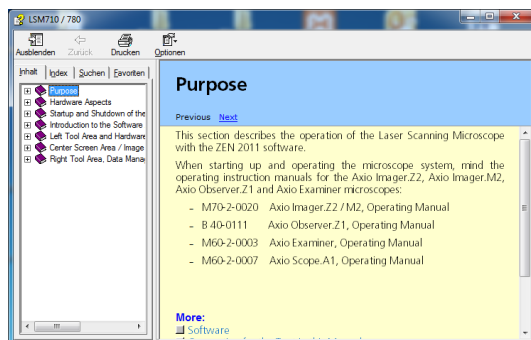 LSM710 / 780
Ausblenden Zurück Drucken Optionen
Inhalt Index Suchen Favoriten
Purpose
Hardware Aspects
Startup and Shutdown of the
Introduction to the Software
Left Tool Area and Hardware
Center Screen Area / Image
Right Tool Area, Data Mana
Purpose
Previous Next
This section describes the operation of the Laser Scanning Microscope
with the ZEN 2011 software.
When starting up and operating the microscope system, mind the
operating instruction manuals for the Axio Imager.Z2, Axio Imager.M2,
Axio Observer.Z1 and Axio Examiner microscopes:
– M70-2-0020 Axio Imager.Z2 / M2, Operating Manual
– B 40-0111 Axio Observer.Z1, Operating Manual
– M60-2-0003 Axio Examiner, Operating Manual
– M60-2-0007 Axio Scope.A1, Operating Manual
More:
Software